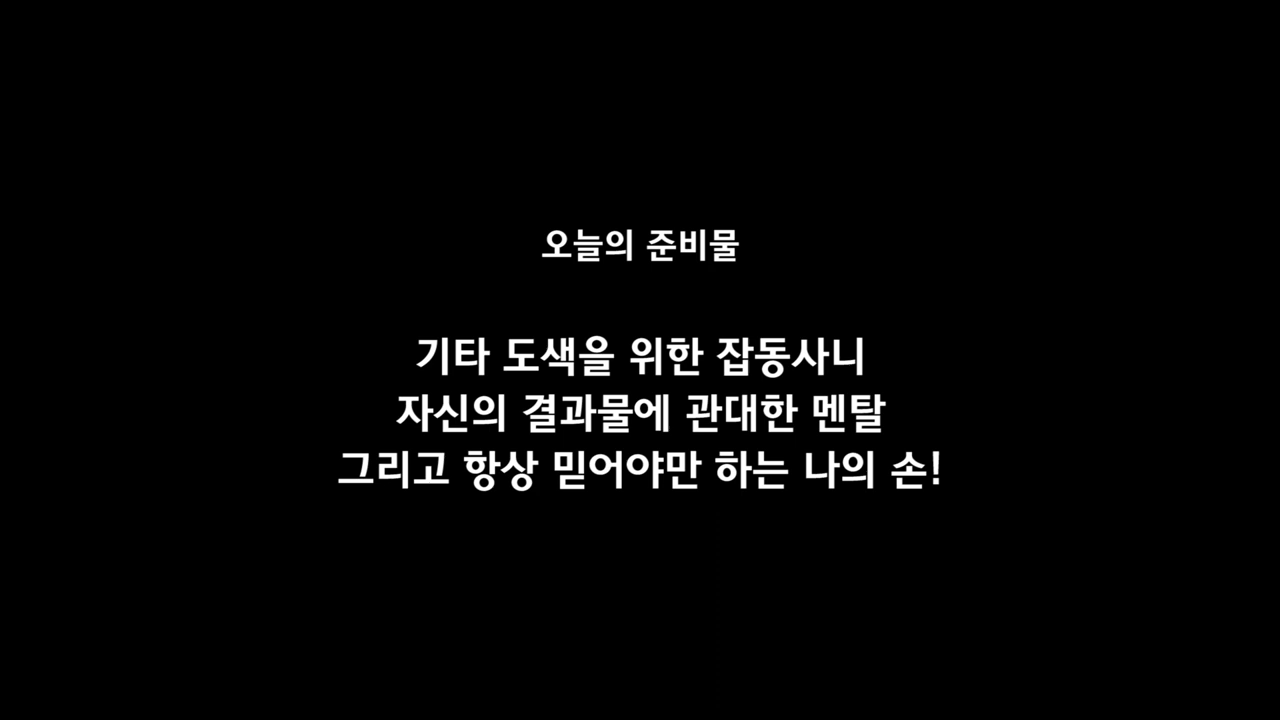 오늘의 준비물
기타 도색을 위한 잡동사니
자신의 결과물에 관대한 멘탈
그리고 항상 믿어야만 하는 나의 손!